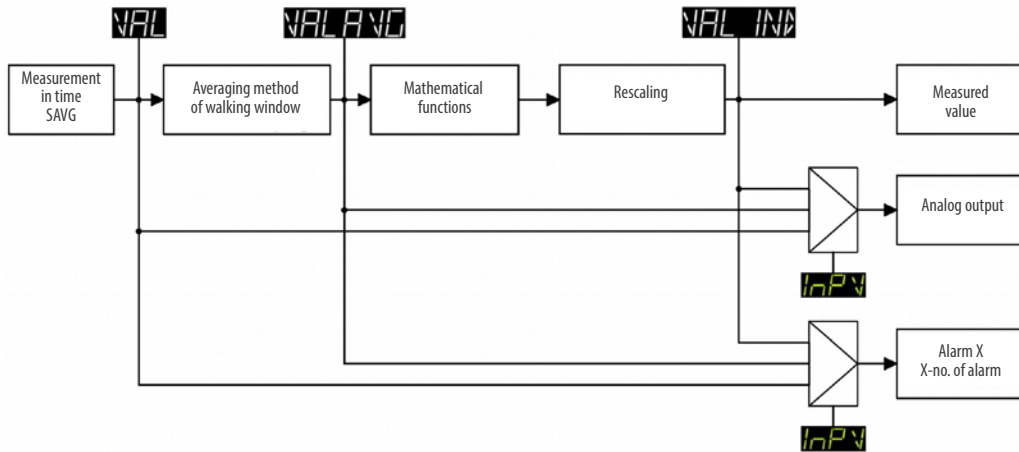 VAL
VAL AVG
VAL IND
Measurement
in time
SAVG
Averaging method
of walking window
Mathematical
functions
Rescaling
Measured
value
Analog output
InPV
Alarm X
X-no. of alarm
InPV